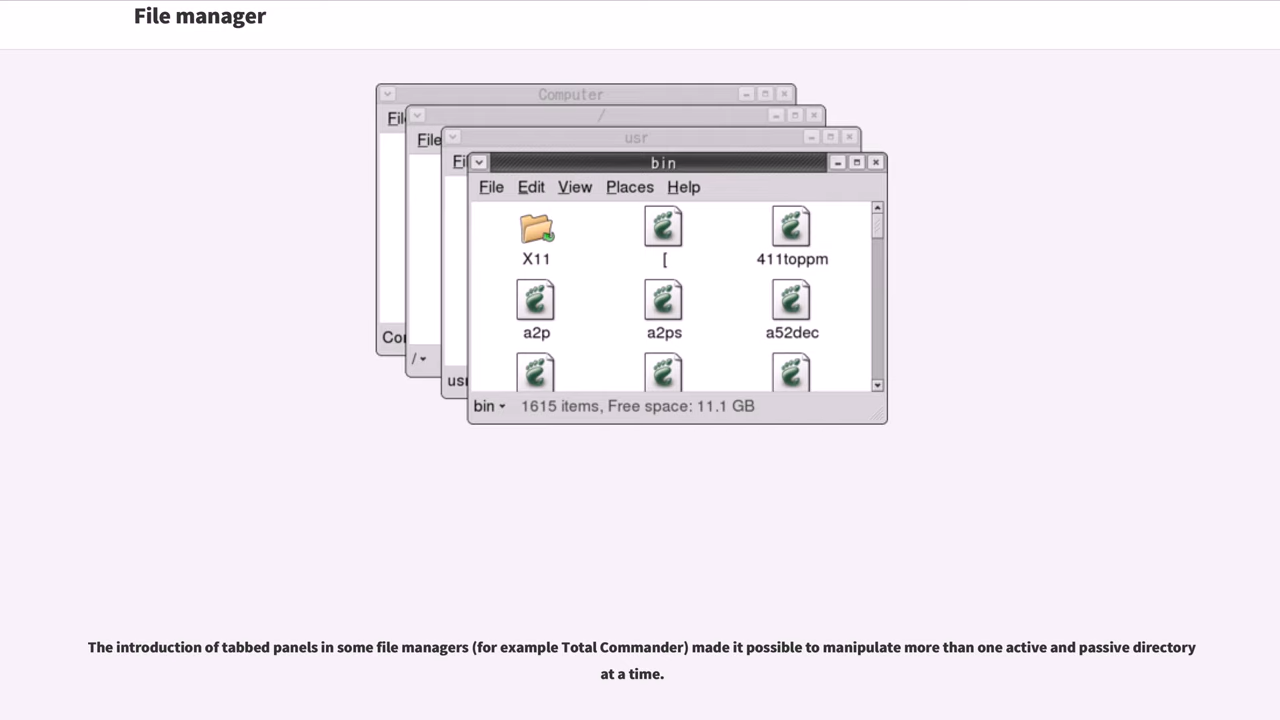 File manager
Computer
/
usr
bin
File Edit View Places Help
X11 [ 411toppm
a2p a2ps a52dec
/
bin 1615 items, Free space: 11.1 GB
The introduction of tabbed panels in some file managers (for example Total Commander) made it possible to manipulate more than one active and passive directory
at a time.